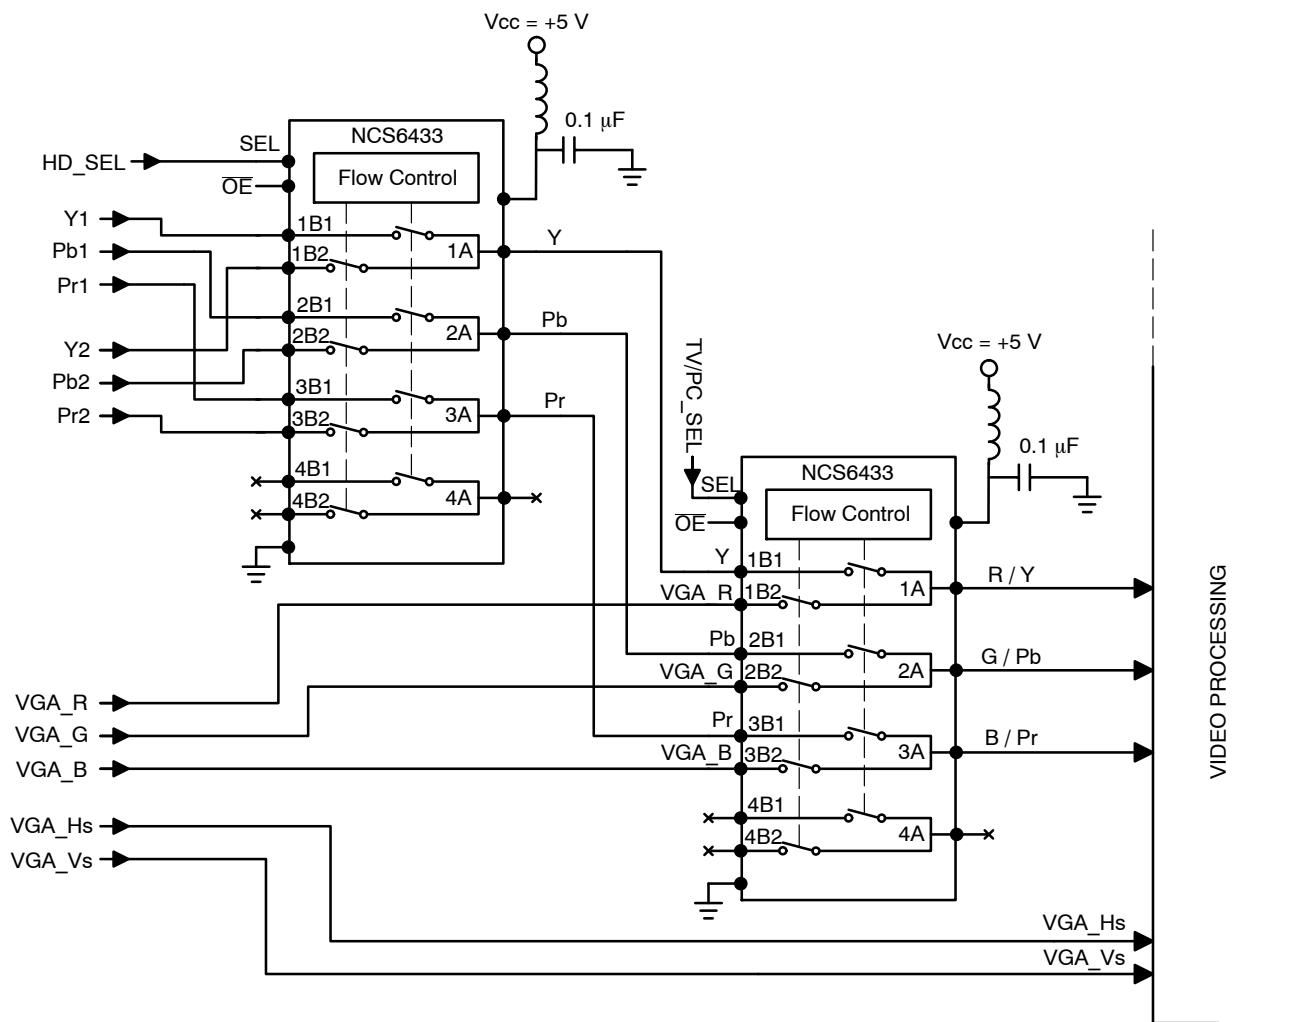 Vcc = +5 V
0.1 μF
NCS6433
SEL
HD_SEL
Flow Control
OE
Y1
1B1
Y
Pb1
1A
1B2
Pr1
2B1
Pb
2A
2B2
Y2
Pb2
3B1
Pr
3A
Pr2
3B2
4B1
4A
4B2
TV/PC_SEL
Vcc = +5 V
0.1 μF
NCS6433
SEL
Flow Control
OE
Y
1B1
R / Y
1A
VGA_R
1B2
Pb
2B1
G / Pb
2A
VGA_G
2B2
VGA_R
Pr
3B1
B / Pr
VGA_G
3A
VGA_B
3B2
VGA_B
4B1
VGA_Hs
4A
4B2
VGA_Vs
VIDEO PROCESSING
VGA_Hs
VGA_Vs